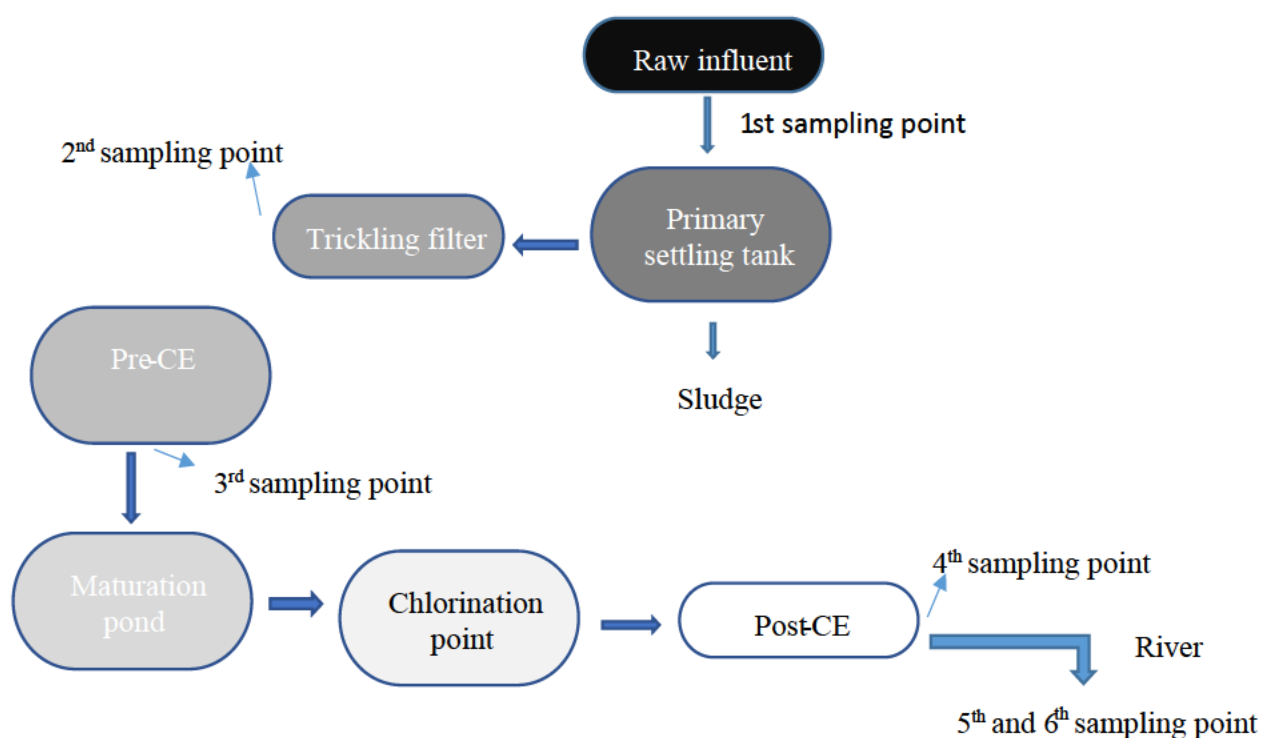 Raw influent
1st sampling point
2nd sampling point
Primary
settling tank
Trickling filter
Sludge
Pre-CE
3rd sampling point
Maturation
pond
Chlorination
point
Post-CE
4th sampling point
River
5th and 6th sampling point